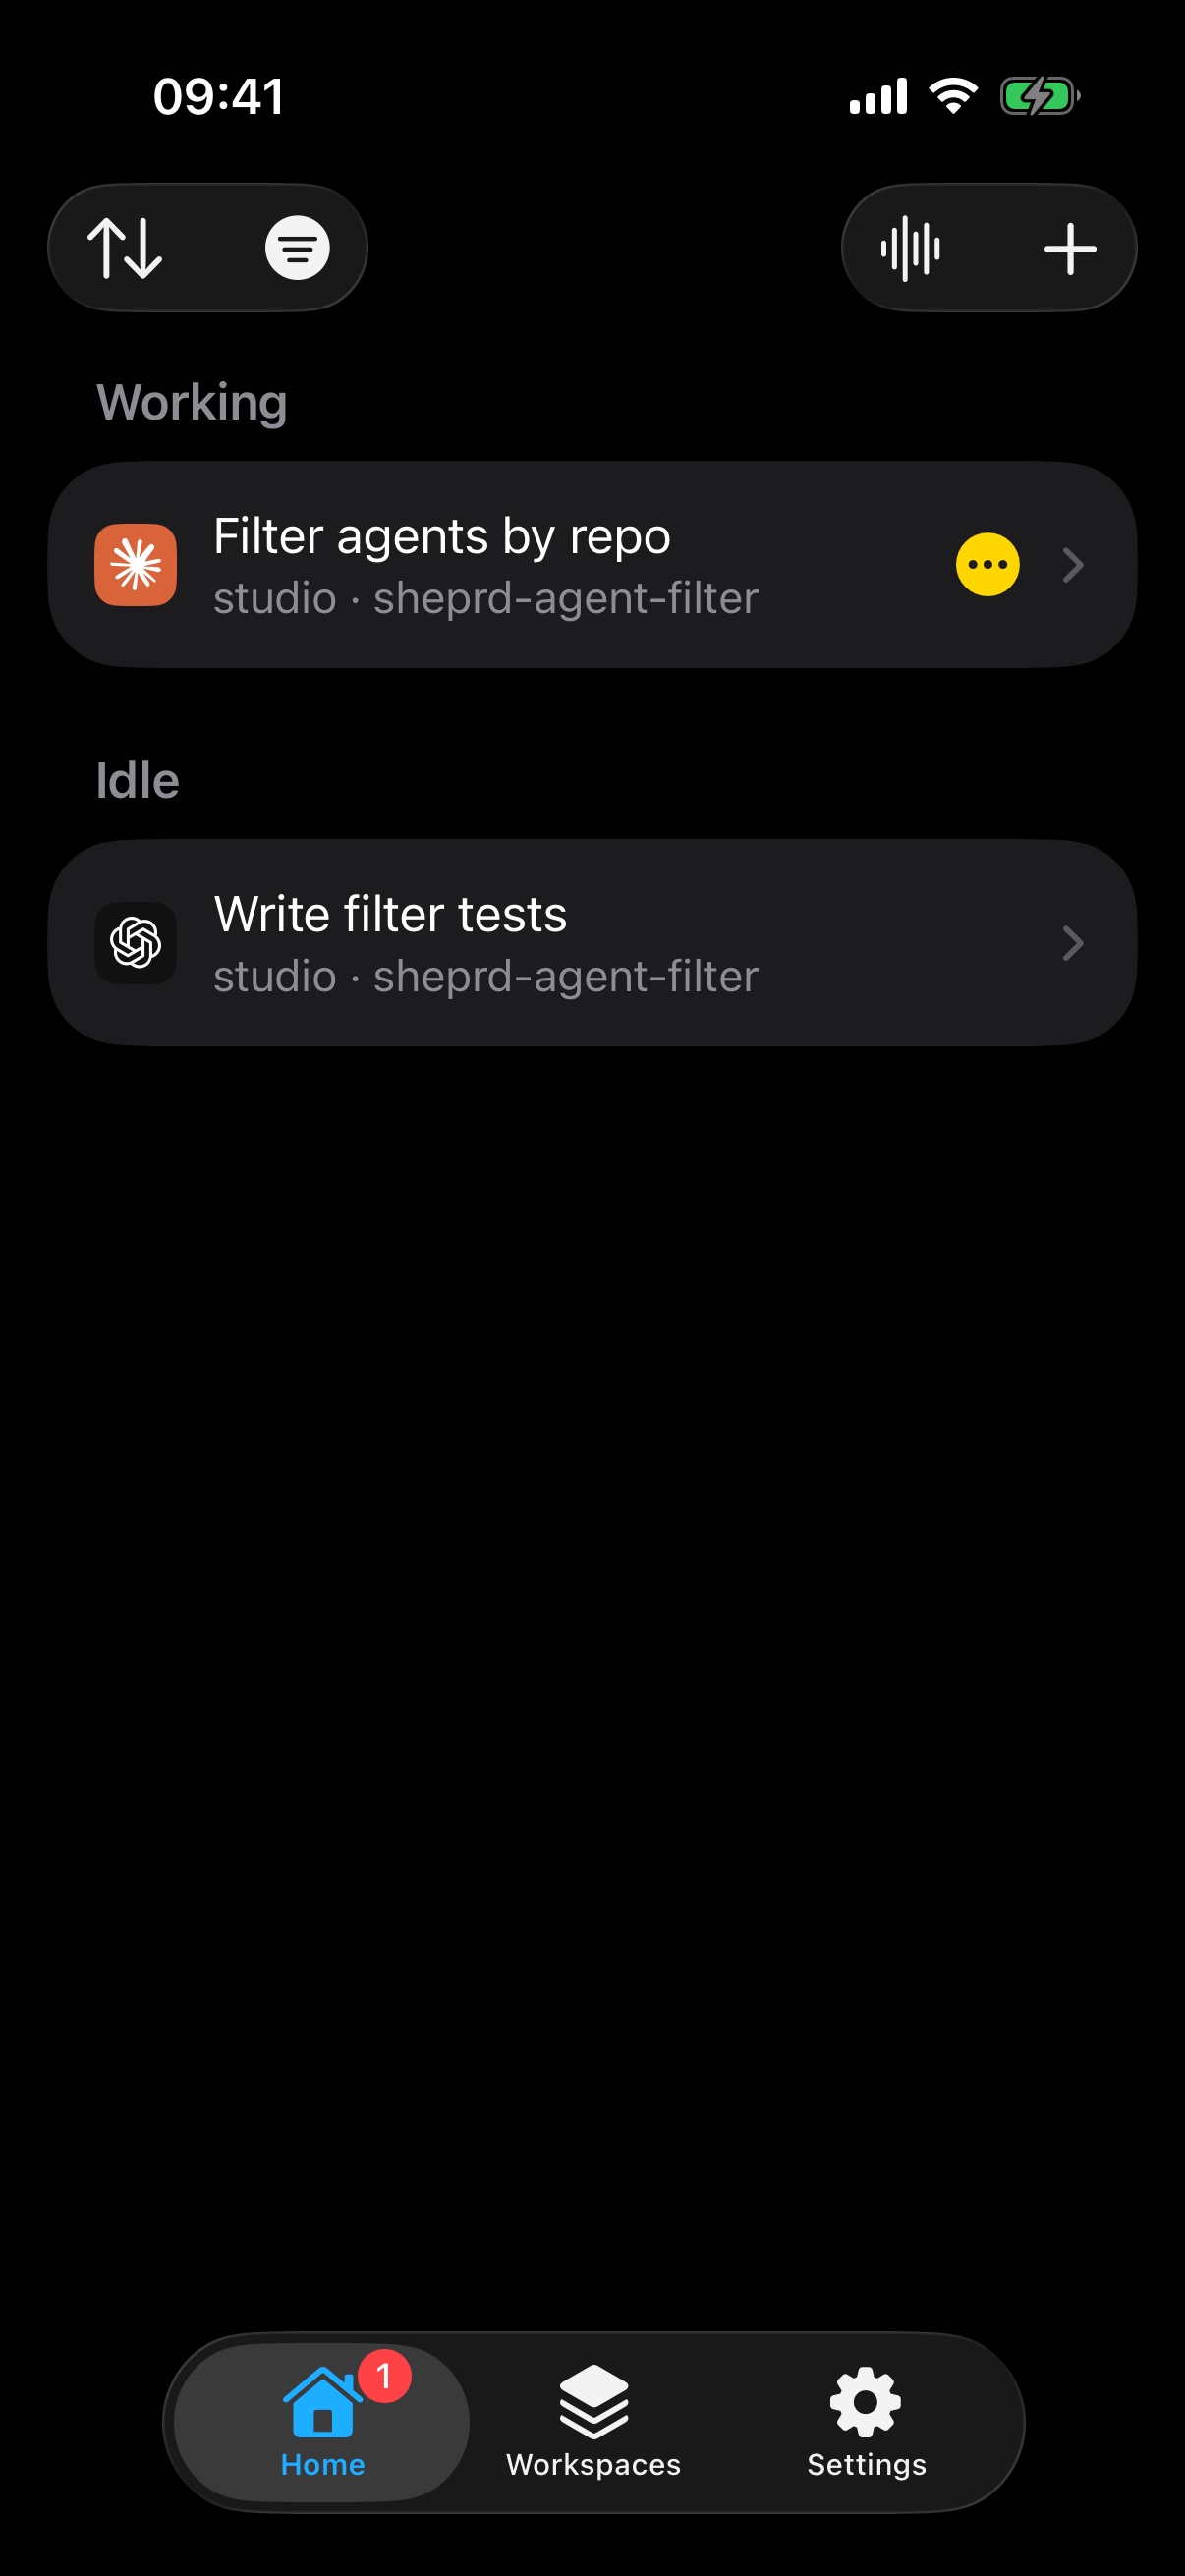 09:41
Working
Filter agents by repo
studio · sheprd-agent-filter
Idle
Write filter tests
studio · sheprd-agent-filter
1
Home
Workspaces
Settings